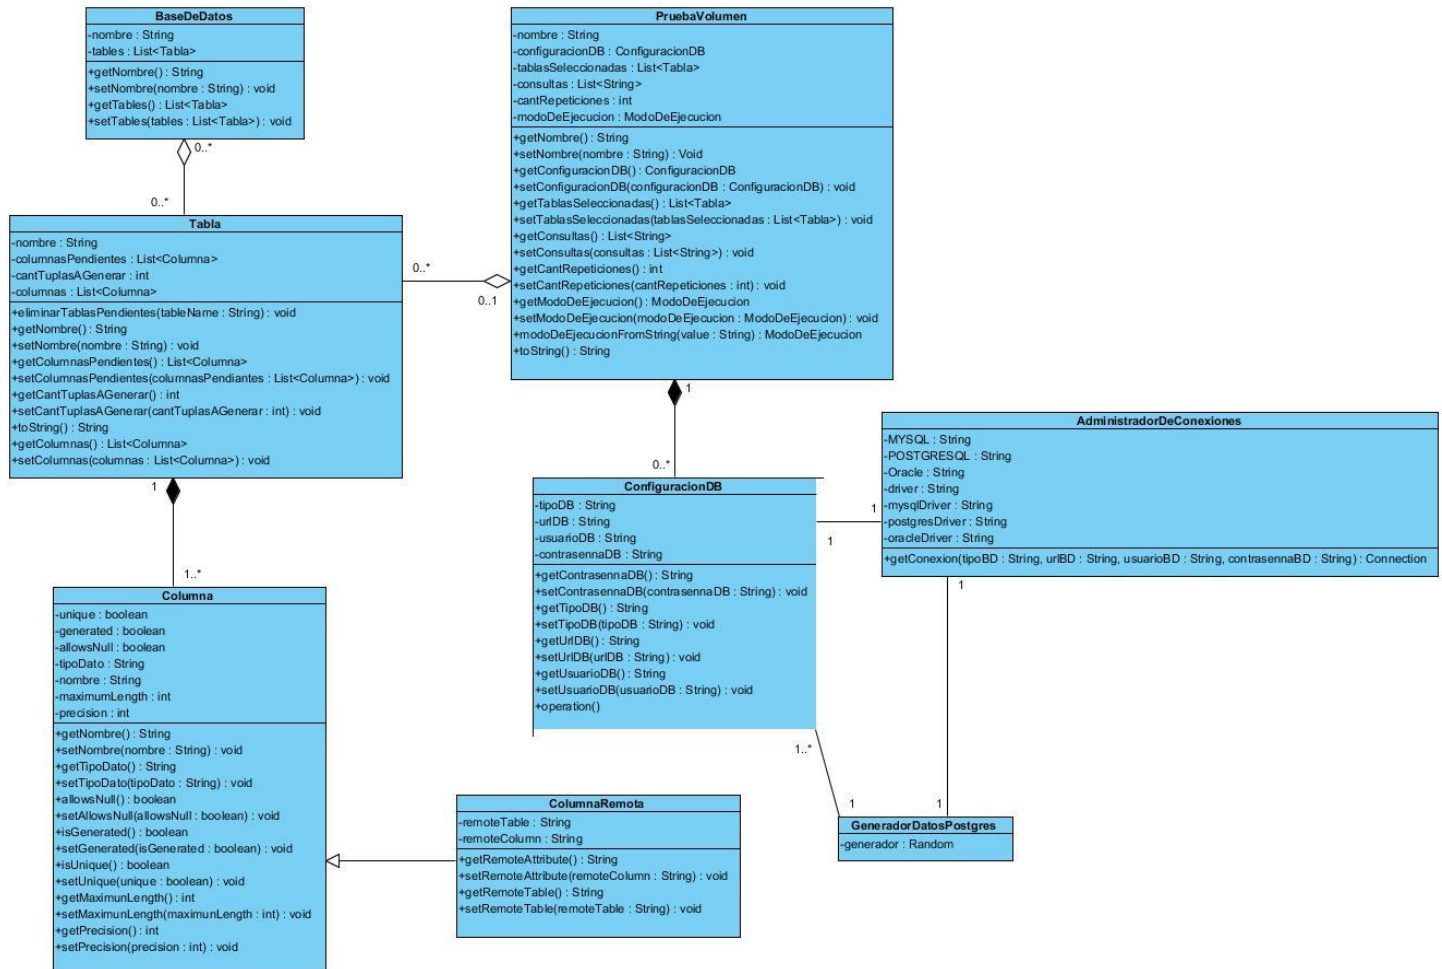 BaseDeDatos
-nombre : String
-tables : List<Tabla>
+getNombre() : String
+setNombre(nombre : String) : void
+getTables() : List<Tabla>
+setTables(tables : List<Tabla>) : void
0..*
0..*
Tabla
-nombre : String
-columnasPendientes : List<Columna>
-cantTuplasAGenerar : int
-columnas : List<Columna>
+eliminarTablasPendientes(tableName : String) : void
+getNombre() : String
+setNombre(nombre : String) : void
+getColumnasPendientes() : List<Columna>
+setColumnasPendientes(columnasPendiantes : List<Columna>) : void
+getCantTuplasAGenerar() : int
+setCantTuplasAGenerar(cantTuplasAGenerar : int) : void
+toString() : String
+getColumnas() : List<Columna>
+setColumnas(columnas : List<Columna>) : void
0..*
0..1
PruebaVolumen
-nombre : String
-configuracionDB : ConfiguracionDB
-tablasSeleccionadas : List<Tabla>
-consultas : List<String>
-cantRepeticiones : int
-modoDeEjecucion : ModoDeEjecucion
+getNombre() : String
+setNombre(nombre : String) : Void
+getConfiguracionDB() : ConfiguracionDB
+setConfiguracionDB(configuracionDB : ConfiguracionDB) : void
+getTablasSeleccionadas() : List<Tabla>
+setTablasSeleccionadas(tablasSeleccionadas : List<Tabla>) : void
+getConsultas() : List<String>
+setConsultas(consultas : List<String>) : void
+getCantRepeticiones() : int
+setCantRepeticiones(cantRepeticiones : int) : void
+getModoDeEjecucion() : ModoDeEjecucion
+setModoDeEjecucion(modoDeEjecucion : ModoDeEjecucion) : void
+modoDeEjecucionFromString(value : String) : ModoDeEjecucion
+toString() : String
1
0..*
1
1..*
Columna
-unique : boolean
-generated : boolean
-allowsNull : boolean
-tipoDato : String
-nombre : String
-maximumLength : int
-precision : int
+getNombre() : String
+setNombre(nombre : String) : void
+getTipoDato() : String
+setTipoDato(tipoDato : String) : void
+allowsNull() : boolean
+setAllowsNull(allowsNull : boolean) : void
+isGenerated() : boolean
+setGenerated(isGenerated : boolean) : void
+isUnique() : boolean
+setUnique(unique : boolean) : void
+getMaximunLength() : int
+setMaximunLength(maximunLength : int) : void
+getPrecision() : int
+setPrecision(precision : int) : void
ConfiguracionDB
-tipoDB : String
-urlDB : String
-usuarioDB : String
-contrasennaDB : String
+getContrasennaDB() : String
+setContrasennaDB(contrasennaDB : String) : void
+getTipoDB() : String
+setTipoDB(tipoDB : String) : void
+getUrlDB() : String
+setUrlDB(urlDB : String) : void
+getUsuarioDB() : String
+setUsuarioDB(usuarioDB : String) : void
+operation()
1
1
AdministradorDeConexiones
-MYSQL : String
-POSTGRESQL : String
-Oracle : String
-driver : String
-mysqlDriver : String
-postgresDriver : String
-oracleDriver : String
+getConexion(tipoBD : String, urlBD : String, usuarioBD : String, contrasennaBD : String) : Connection
1
1..*
1
1
ColumnaRemota
-remoteTable : String
-remoteColumn : String
+getRemoteAttribute() : String
+setRemoteAttribute(remoteColumn : String) : void
+getRemoteTable() : String
+setRemoteTable(remoteTable : String) : void
GeneradorDatosPostgres
-generador : Random